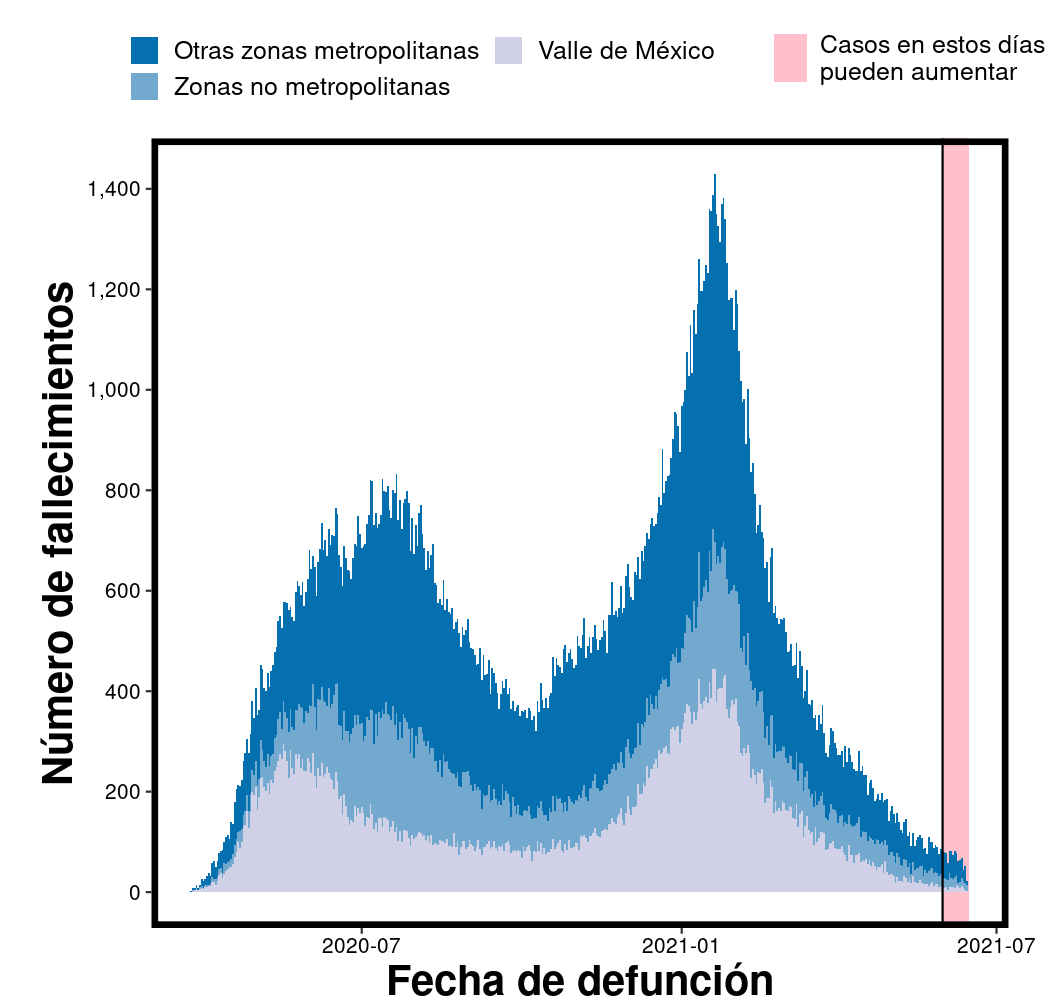 Otras zonas metropolitanas
Zonas no metropolitanas
Valle de México
Casos en estos días
pueden aumentar
Número de fallecimientos
1,400
1,200
1,000
800
600
400
200
0
2020-07
2021-01
2021-07
Fecha de defunción